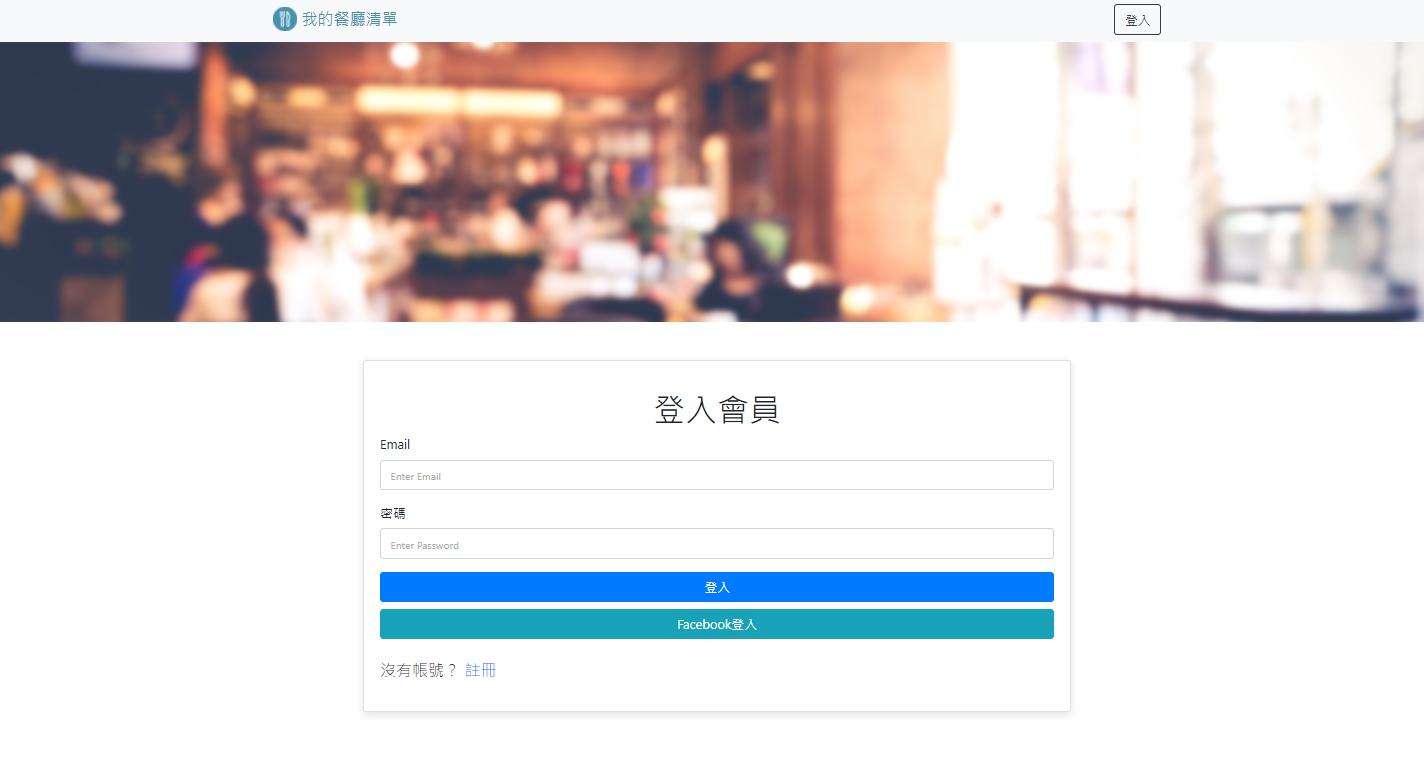 我的餐廳清單
登入
登入會員
Email
Enter Email
密碼
Enter Password
登入
Facebook登入
沒有帳號？ 註冊